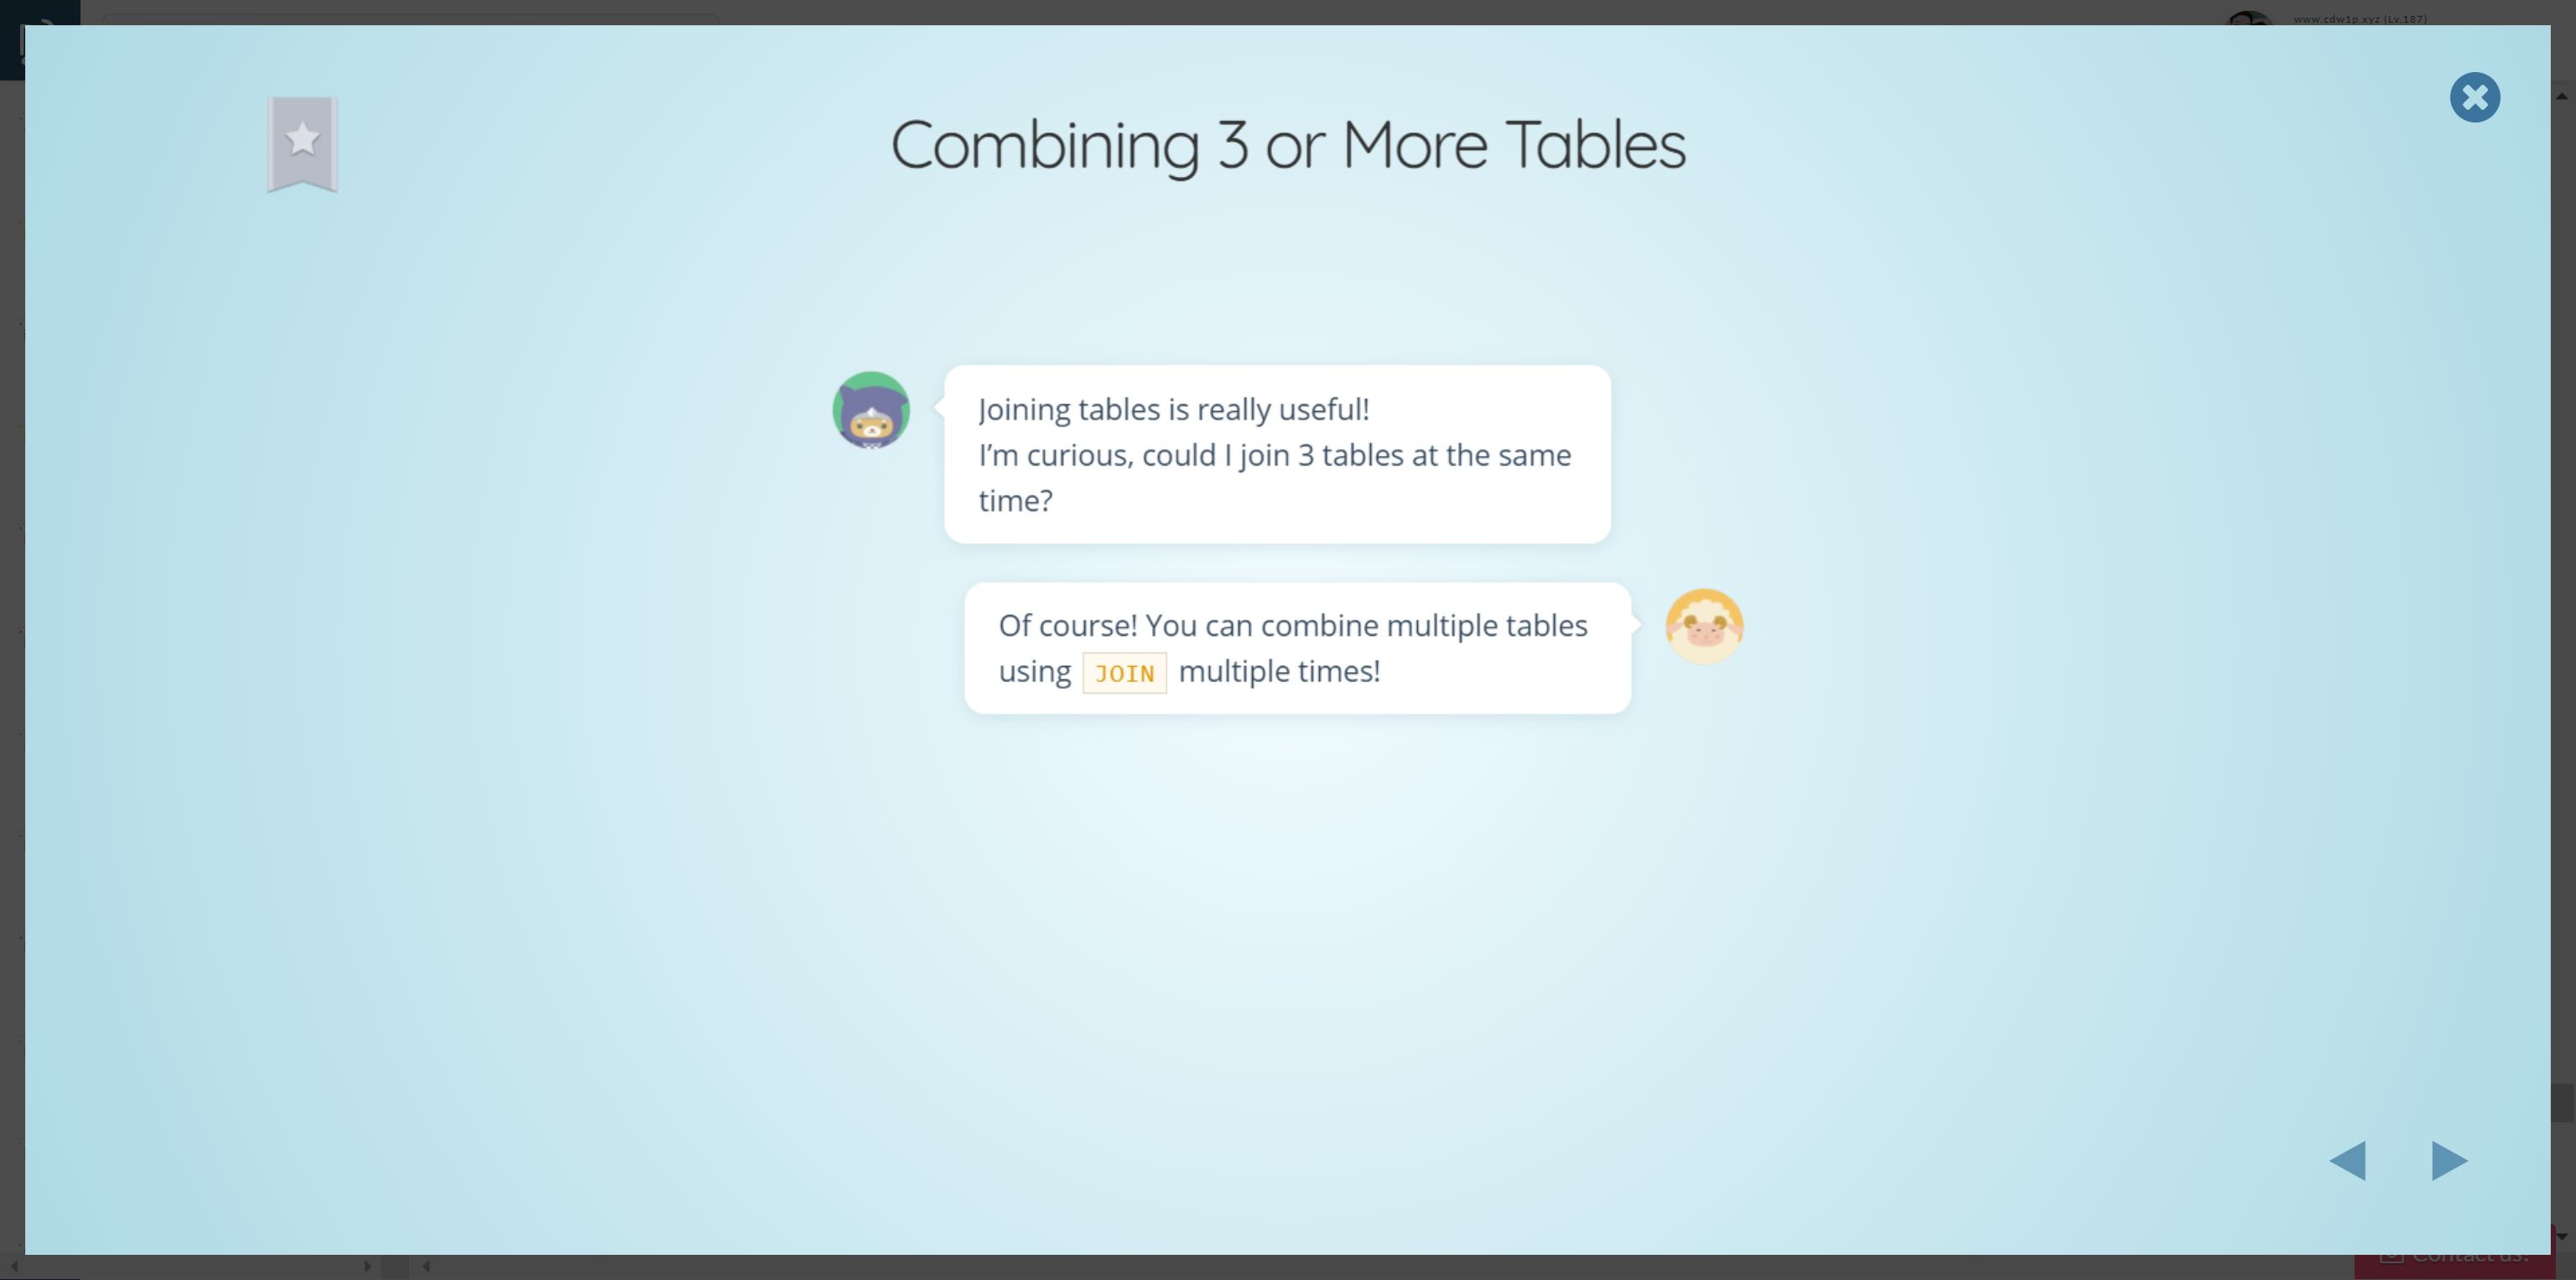 www.cdw1p.xyz (Lv.187)
Combining 3 or More Tables
Joining tables is really useful!
I'm curious, could I join 3 tables at the same
time?
Of course! You can combine multiple tables
using JOIN multiple times!
Contact us!